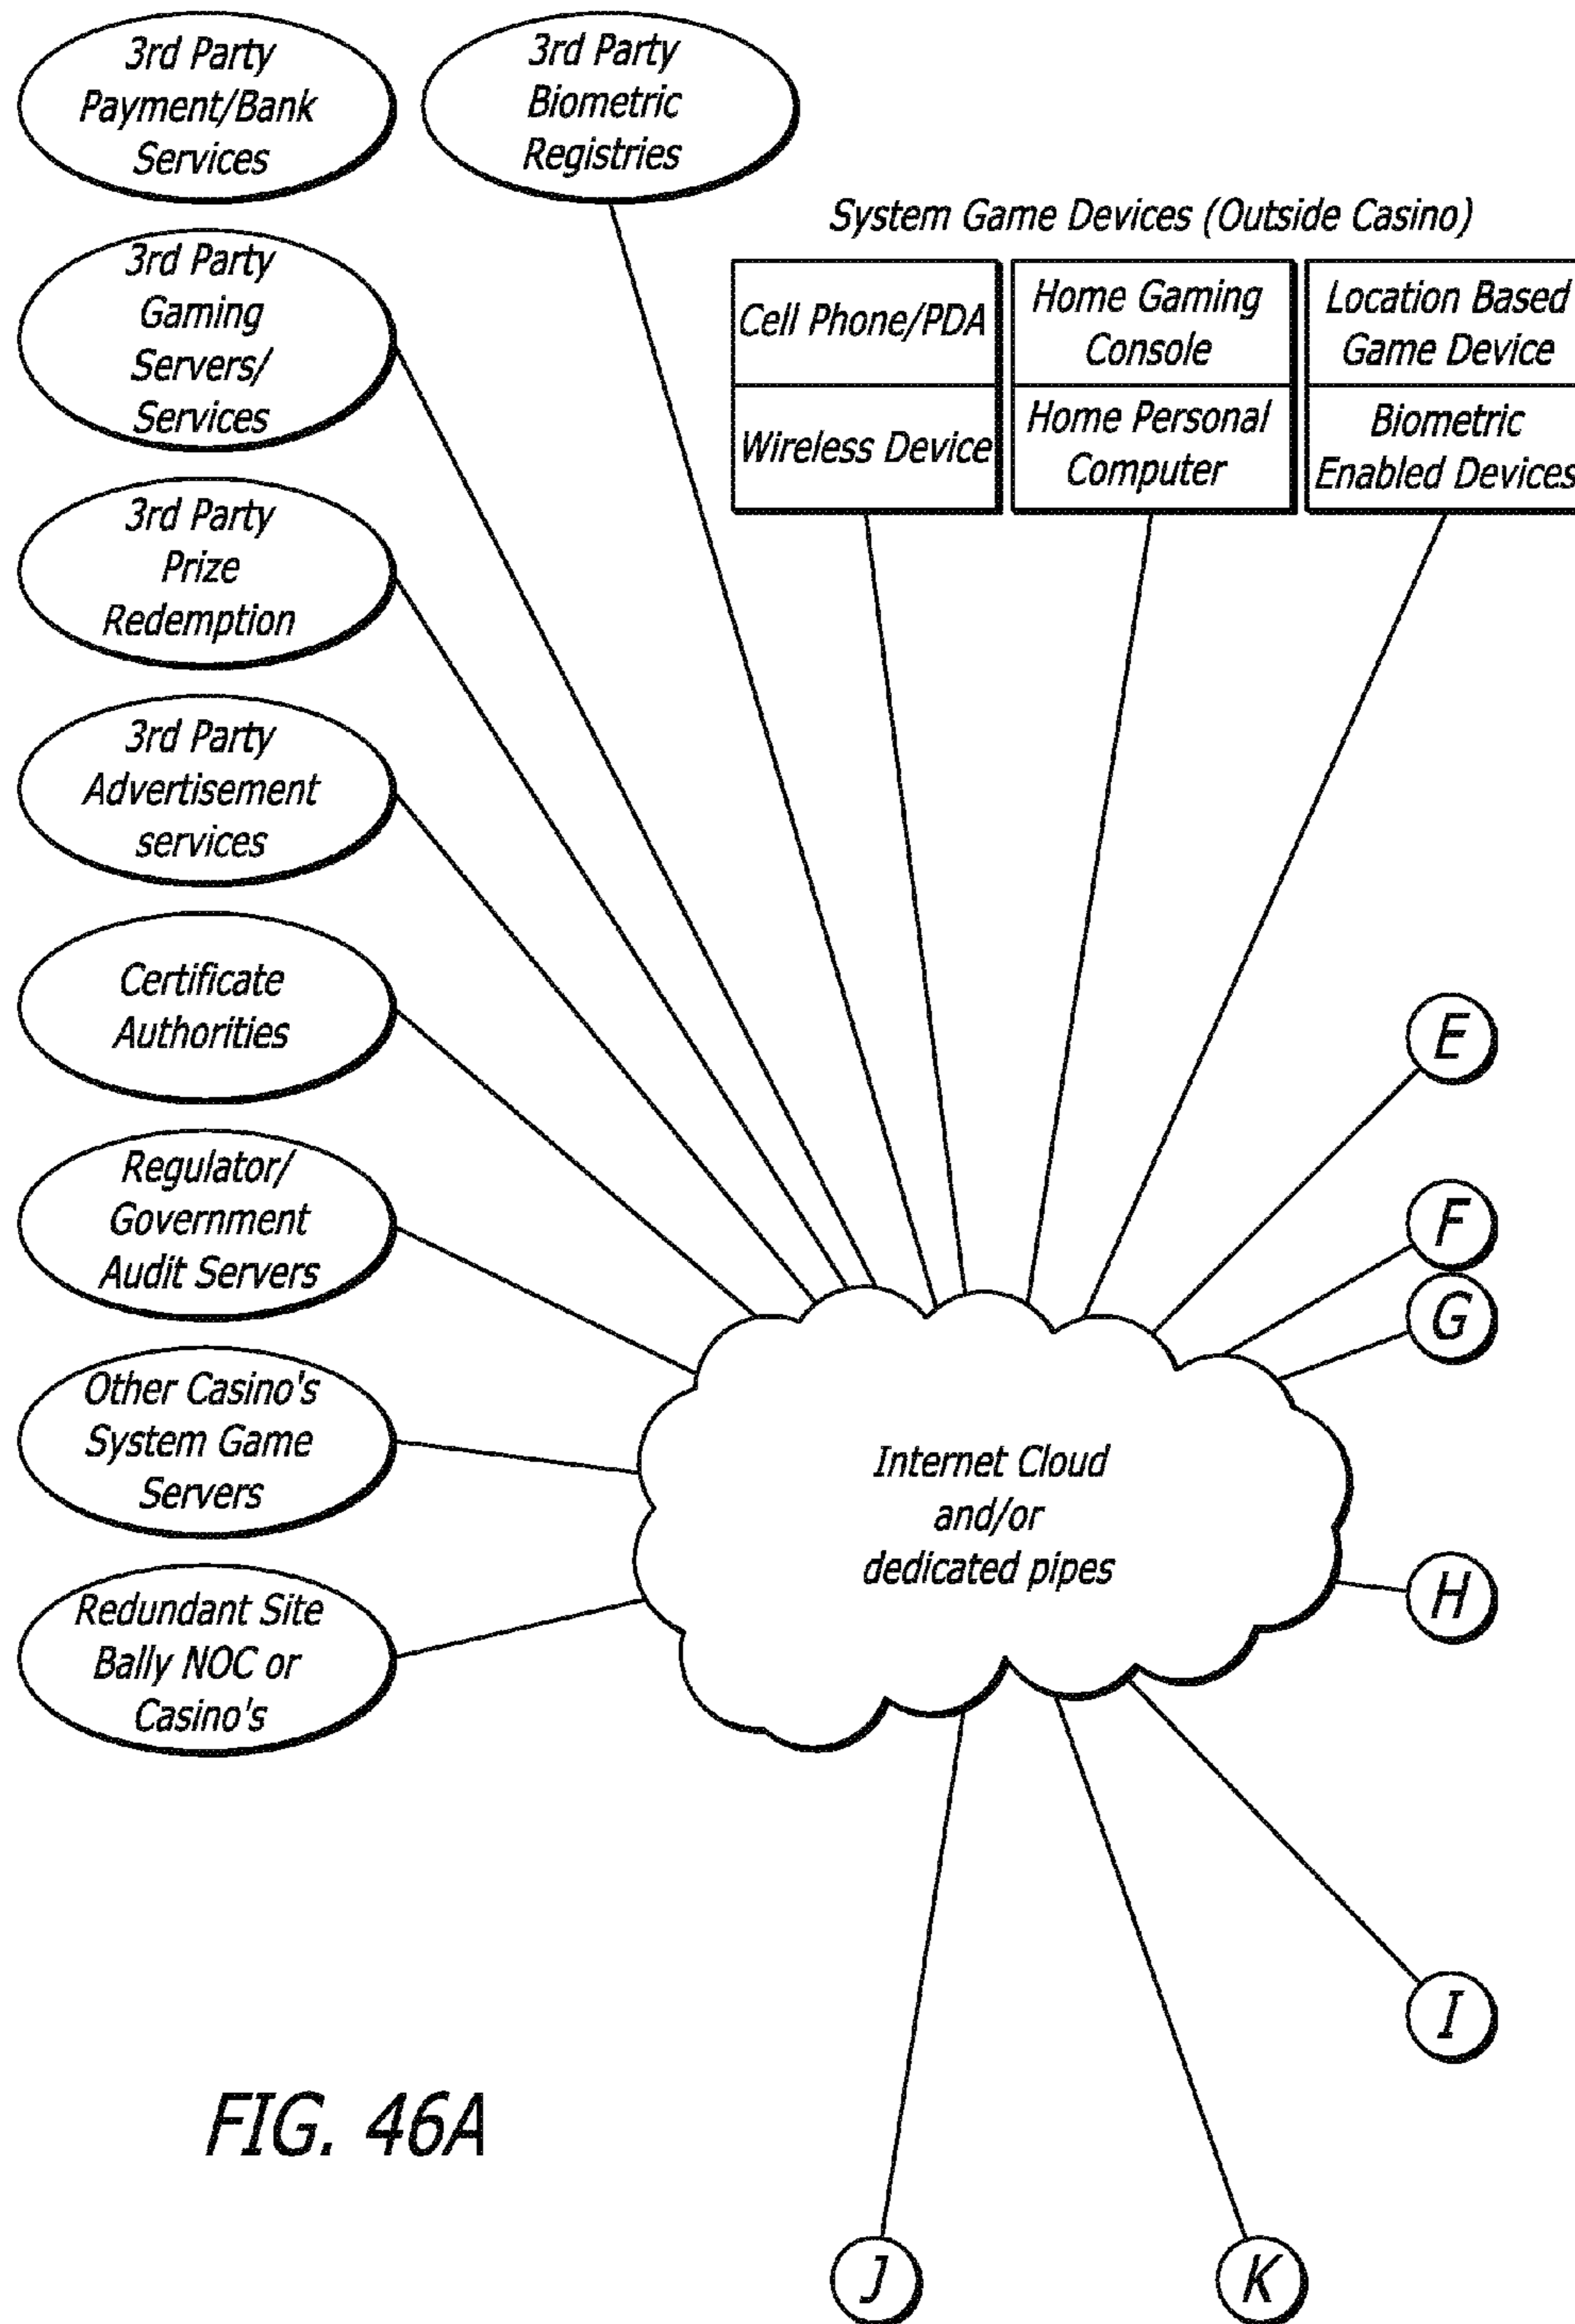 3rd Party
Payment/Bank
Services
3rd Party
Biometric
Registries
System Game Devices (Outside Casino)
3rd Party
Gaming
Servers/
Services
Cell Phone/PDA
Home Gaming
Console
Location Based
Game Device
Wireless Device
Home Personal
Computer
Biometric
Enabled Devices
3rd Party
Prize
Redemption
3rd Party
Advertisement
services
Certificate
Authorities
E
Regulator/
Government
Audit Servers
F
G
Other Casino's
System Game
Servers
Internet Cloud
and/or
dedicated pipes
H
Redundant Site
Bally NOC or
Casino's
I
FIG. 46A
J
K